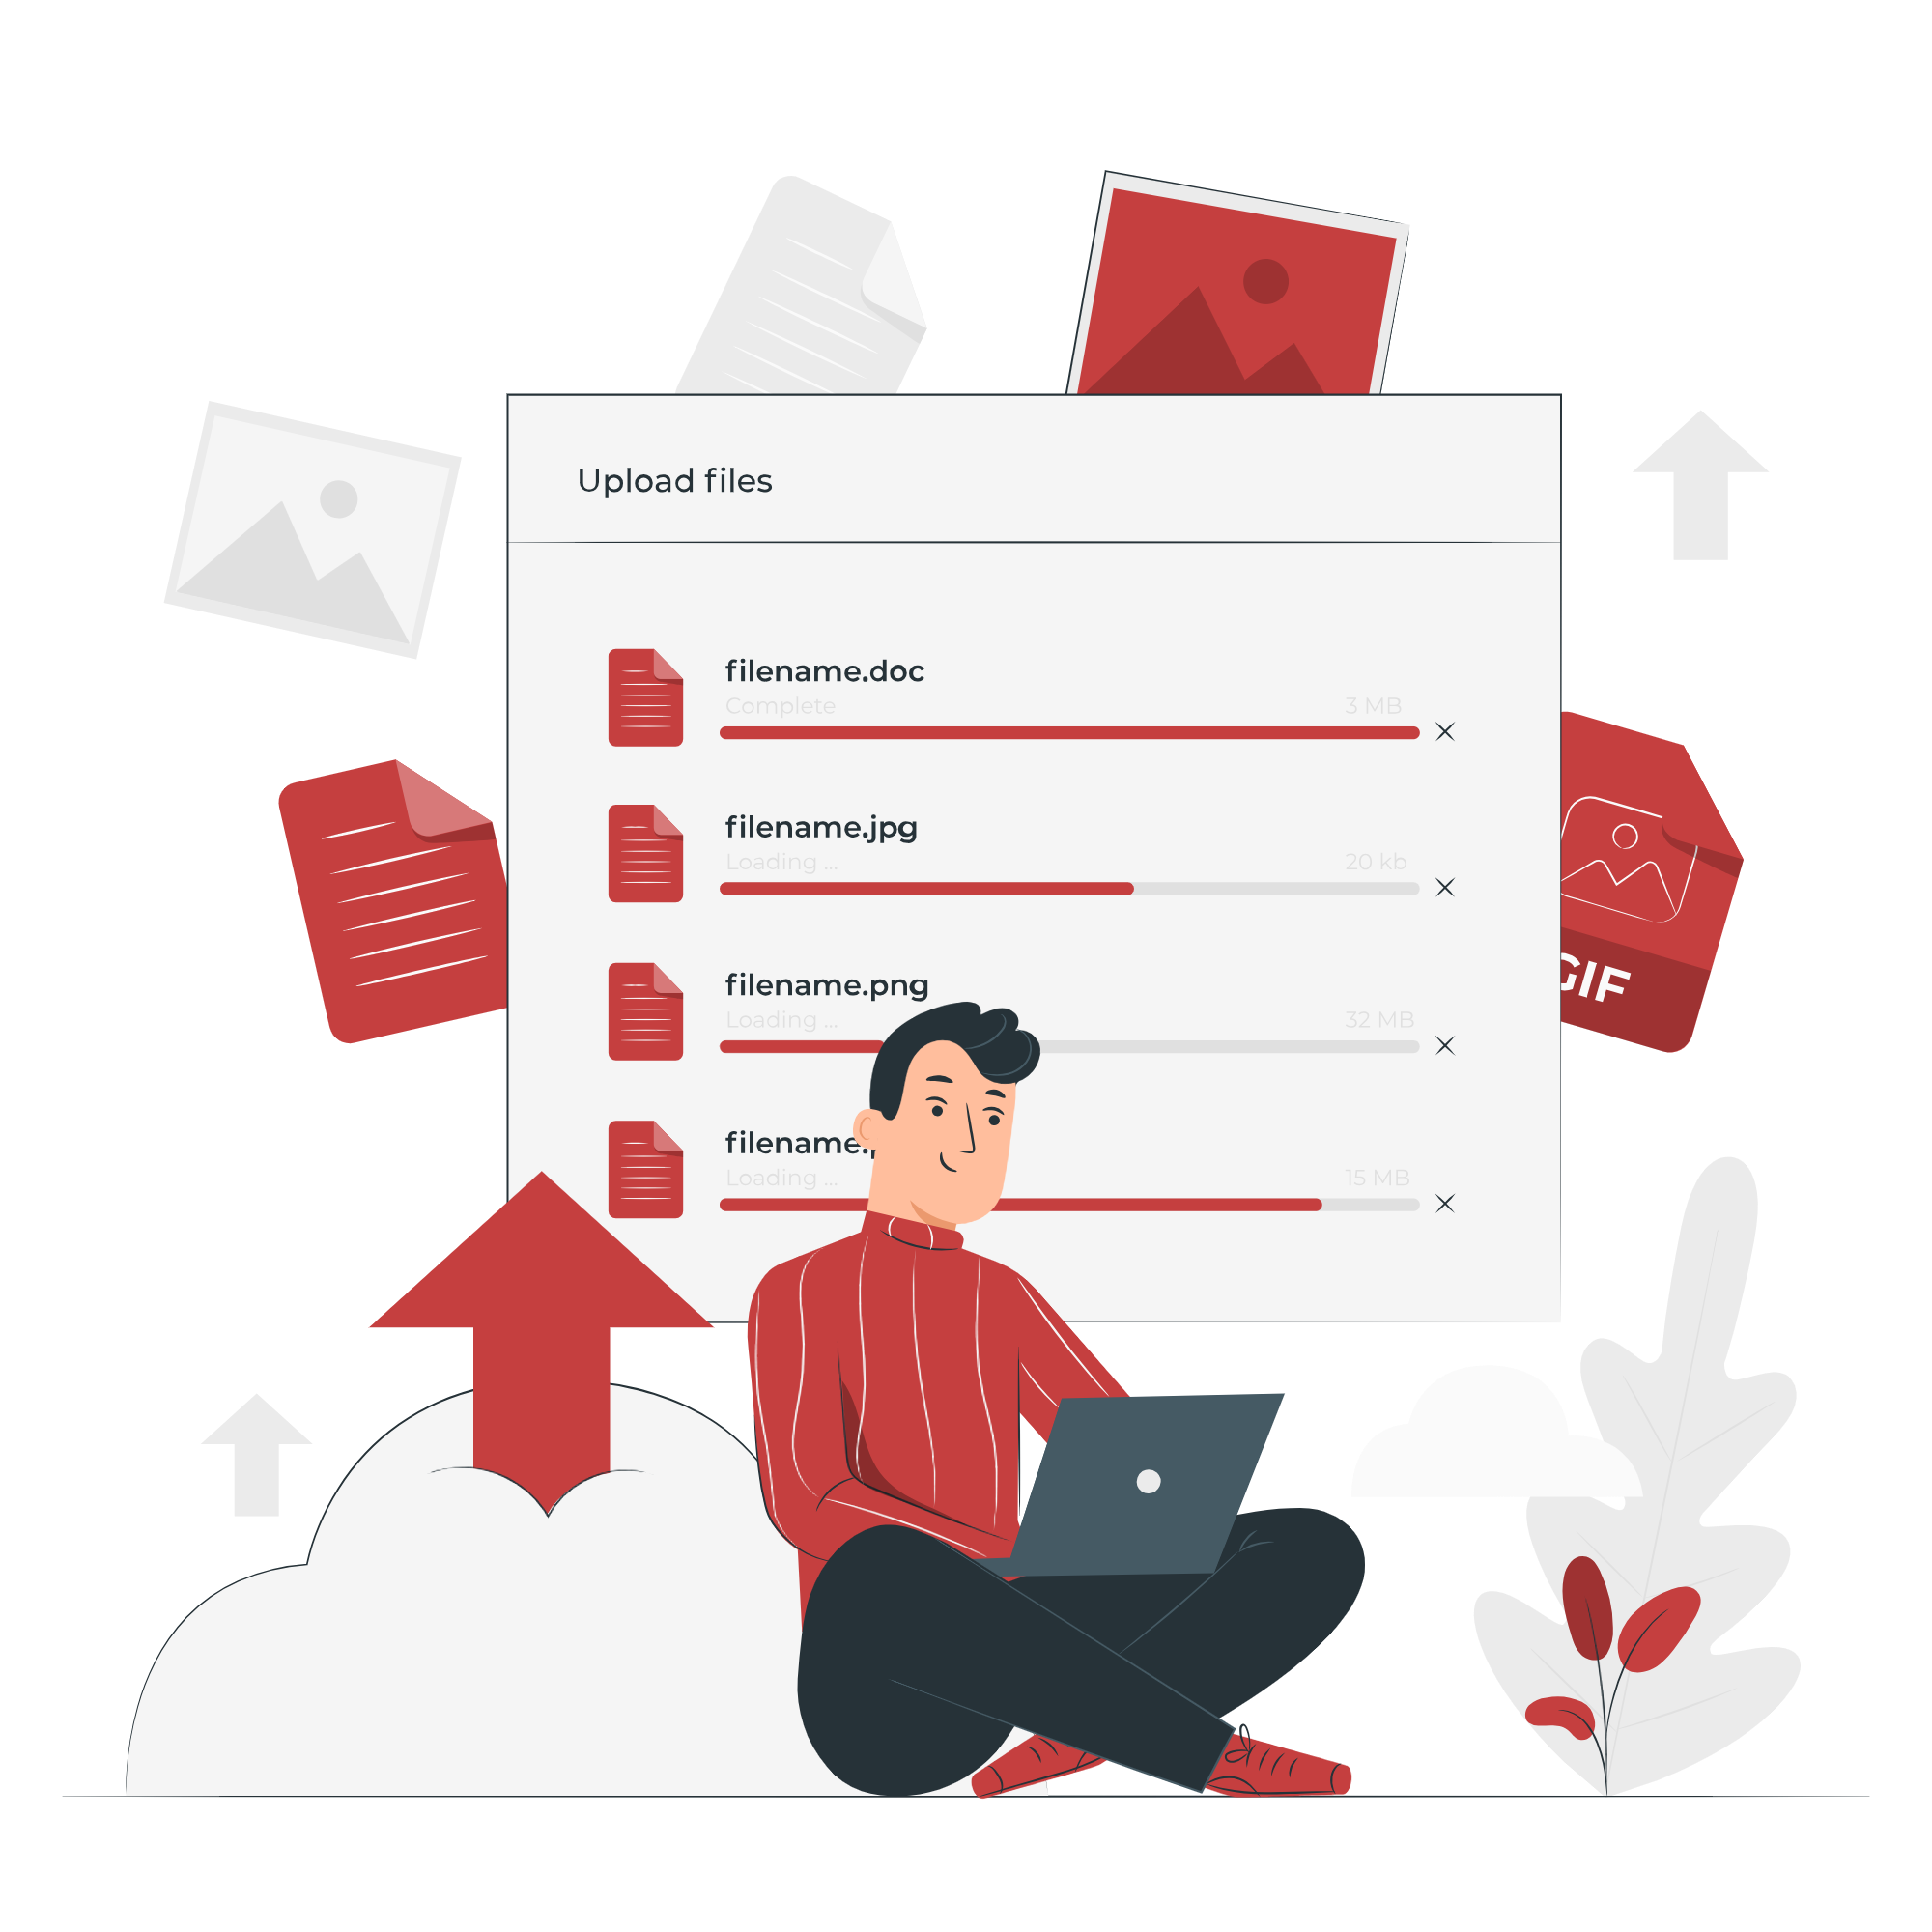 Upload files
filename.doc
Complete 3 MB
filename.jpg
Loading ... 20 kb
filename.png
Loading ... 32 MB
filename.
Loading ... 15 MB
GIF